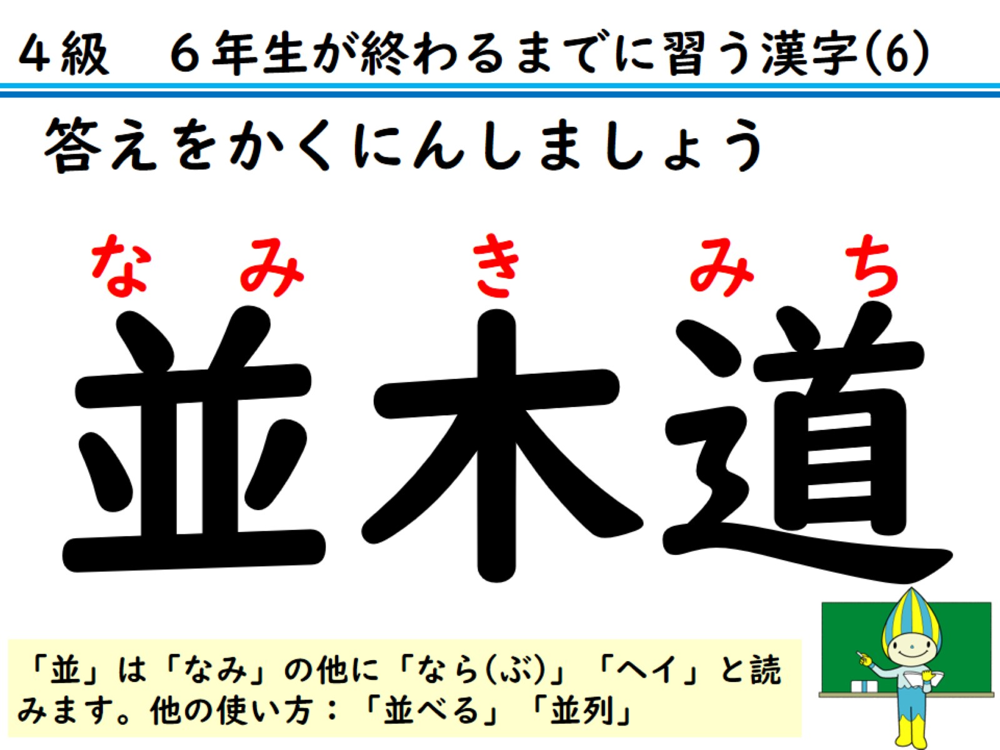 ４級　６年生が終わるまでに習う漢字(6)
答えをかくにんしましょう
なみ き みち
並木道
「並」は「なみ」の他に「なら(ぶ)」「ヘイ」と読
みます。他の使い方：「並べる」「並列」